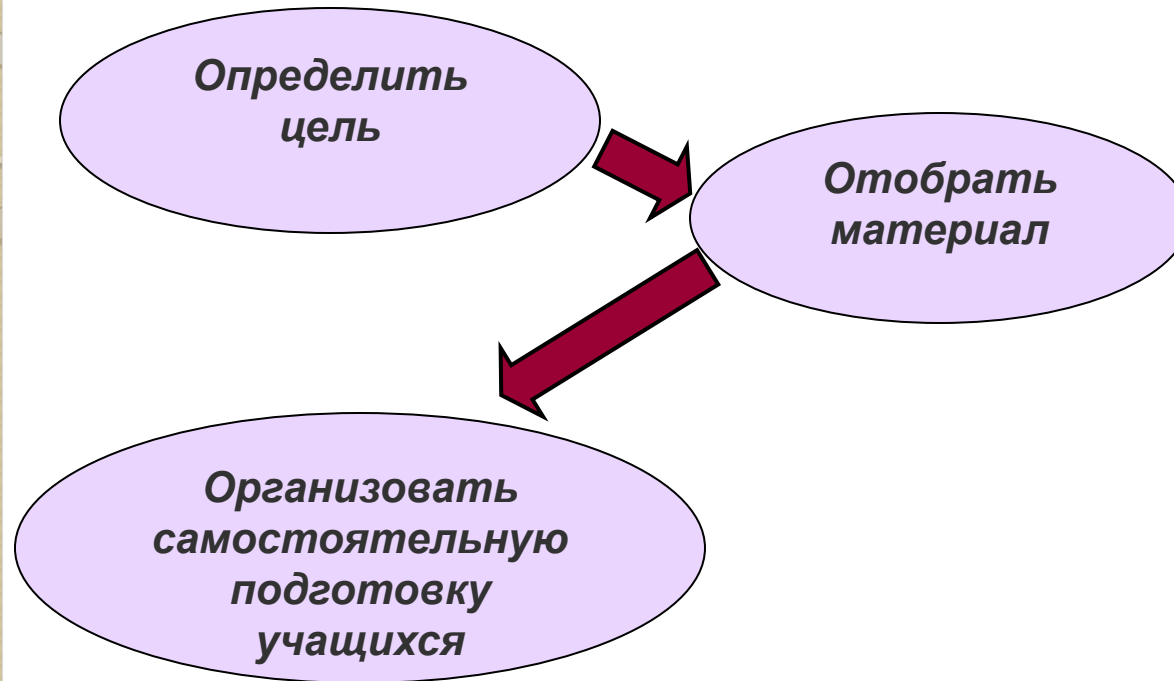 Определить
цель
Отобрать
материал
Организовать
самостоятельную
подготовку
учащихся